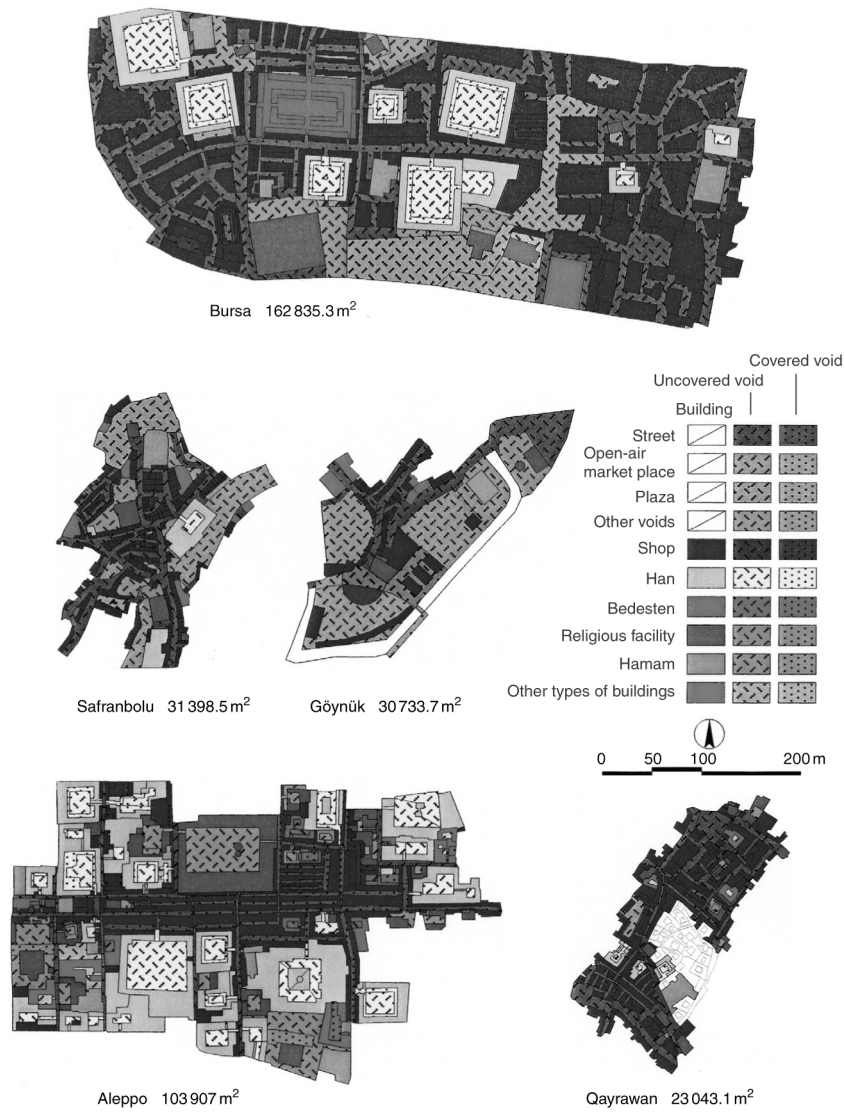 Bursa 162 835.3 m²
Covered void
Uncovered void
Building
Street
Open-air
market place
Plaza
Other voids
Shop
Han
Bedesten
Religious facility
Hamam
Other types of buildings
Safranbolu 31 398.5 m²
Göynük 30 733.7 m²
0 50 100 200 m
Aleppo 103 907 m²
Qayrawan 23 043.1 m²